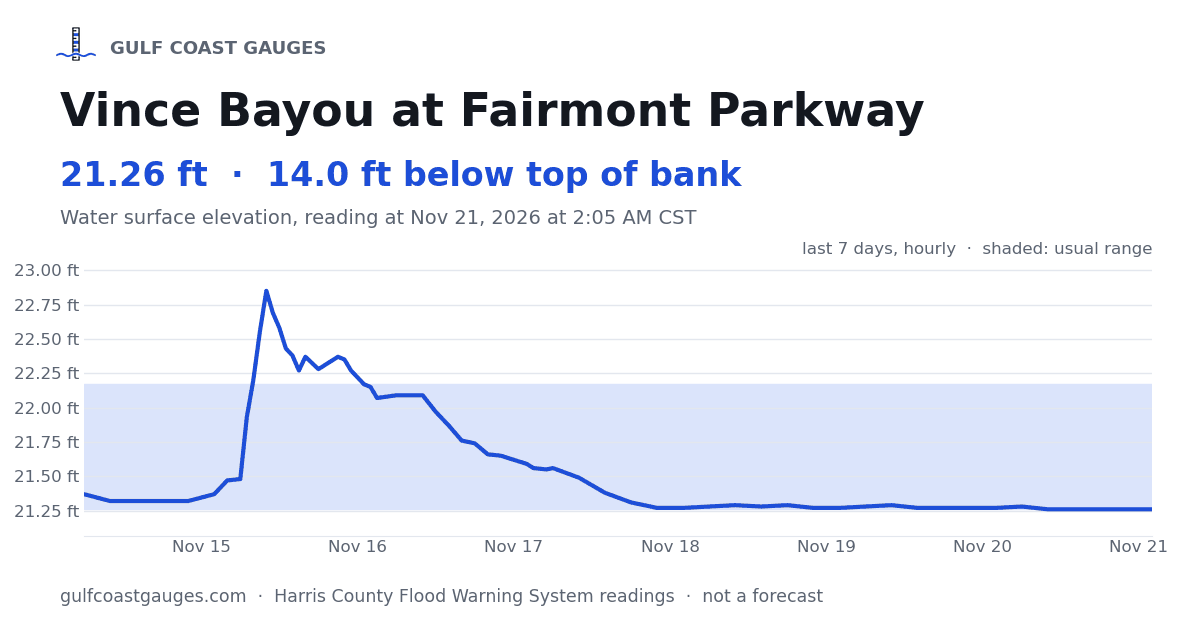 GULF COAST GAUGES
Vince Bayou at Fairmont Parkway
21.26 ft · 14.0 ft below top of bank
Water surface elevation, reading at Nov 21, 2026 at 2:05 AM CST
last 7 days, hourly · shaded: usual range
23.00 ft
22.75 ft
22.50 ft
22.25 ft
22.00 ft
21.75 ft
21.50 ft
21.25 ft
Nov 15 Nov 16 Nov 17 Nov 18 Nov 19 Nov 20 Nov 21
gulfcoastgauges.com · Harris County Flood Warning System readings · not a forecast